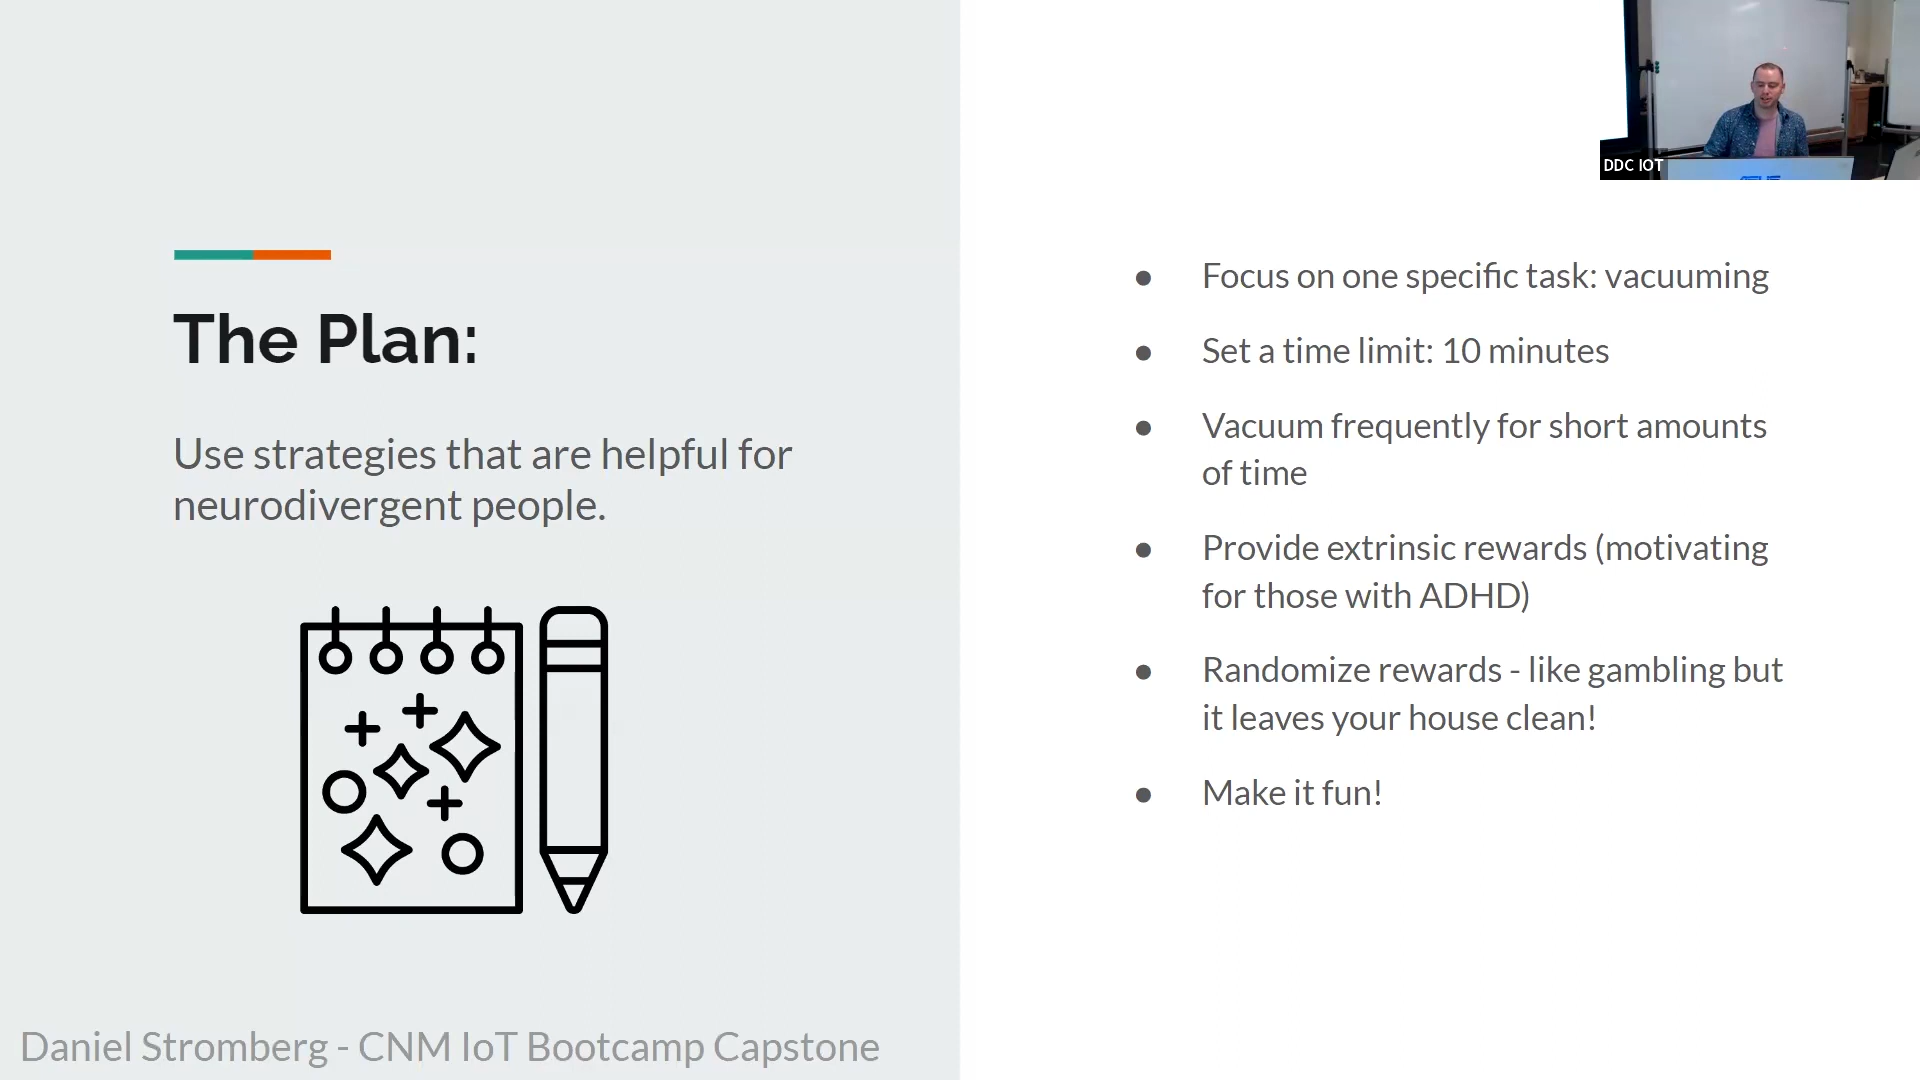 The Plan:
Use strategies that are helpful for
neurodivergent people.
Daniel Stromberg - CNM IoT Bootcamp Capstone
DDC IOT
● Focus on one specific task: vacuuming
● Set a time limit: 10 minutes
● Vacuum frequently for short amounts
of time
● Provide extrinsic rewards (motivating
for those with ADHD)
● Randomize rewards - like gambling but
it leaves your house clean!
● Make it fun!